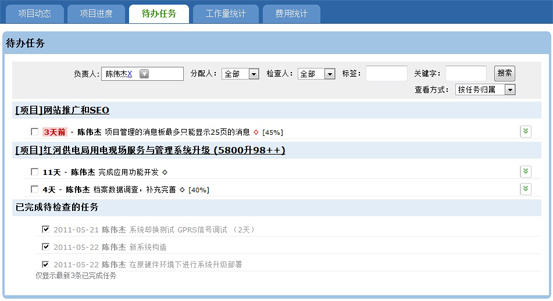 项目动态 项目进度 待办任务 工作量统计 费用统计
待办任务
负责人： 陈伟杰X 分配人： 全部 检查人： 全部 标签： 关键字： 搜索
查看方式： 按任务归属
[项目]网站推广和SEO
3天前 - 陈伟杰 项目管理的消息板最多只能显示25页的消息 ◇ [45%]
[项目]红河供电局用电现场服务与管理系统升级 (5800升98++)
11天 - 陈伟杰 完成应用功能开发 ◇
4天 - 陈伟杰 档案数据调查，补充完善 ◇ [40%]
已完成待检查的任务
2011-05-21 陈伟杰 系统却换测试 GPRS信号调试 （2天）
2011-05-22 陈伟杰 新系统构造
2011-05-22 陈伟杰 在原硬件环境下进行系统升级部署
仅显示最新3条已完成任务